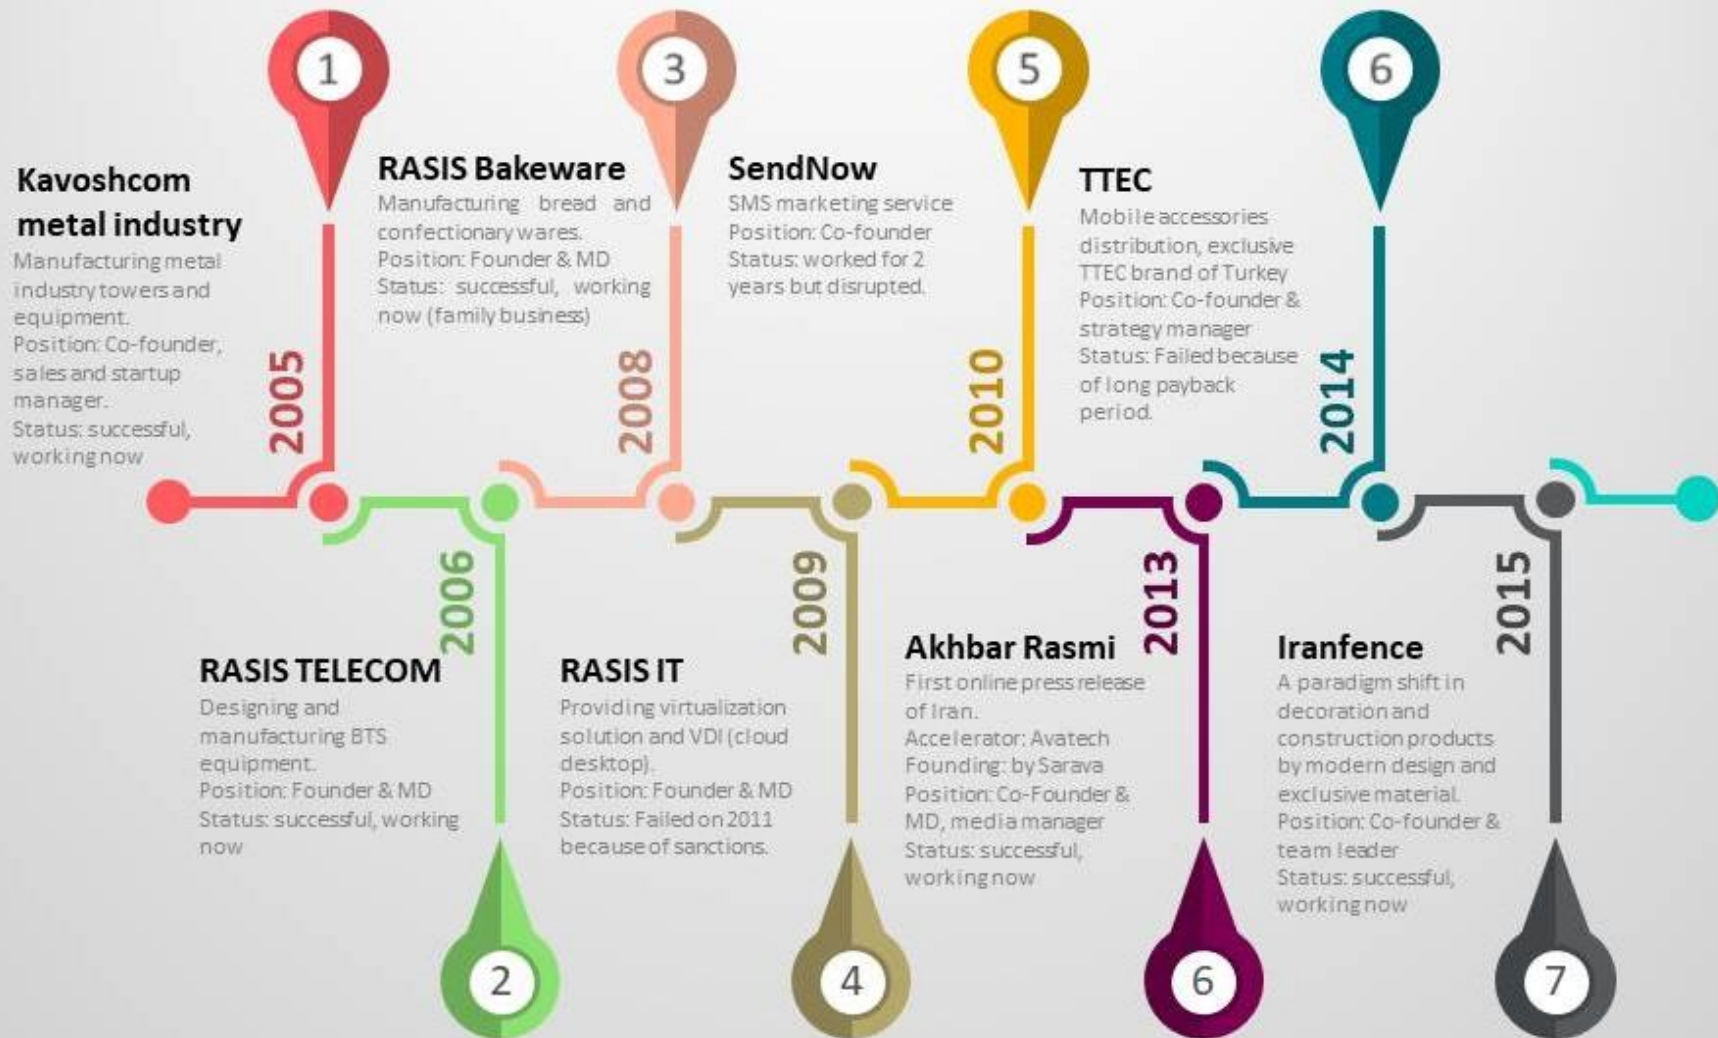 1
Kavoshcom
metal industry
Manufacturing metal
industry towers and
equipment.
Position: Co-founder,
sales and startup
manager.
Status: successful,
working now
2005
RASIS TELECOM
Designing and
manufacturing BTS
equipment.
Position: Founder & MD
Status: successful, working
now
2006
2
3
RASIS Bakeware
Manufacturing bread and
confectionary wares.
Position: Founder & MD
Status: successful, working
now (family business)
2008
RASIS IT
Providing virtualization
solution and VDI (cloud
desktop).
Position: Founder & MD
Status: Failed on 2011
because of sanctions.
2009
4
5
SendNow
SMS marketing service
Position: Co-founder
Status: worked for 2
years but disrupted.
2010
Akhbar Rasmi
First online press release
of Iran.
Accelerator: Avatech
Founding: by Sarava
Position: Co-Founder &
MD, media manager
Status: successful,
working now
2013
6
6
TTEC
Mobile accessories
distribution, exclusive
TTEC brand of Turkey
Position: Co-founder &
strategy manager
Status: Failed because
of long payback
period.
2014
Iranfence
A paradigm shift in
decoration and
construction products
by modern design and
exclusive material.
Position: Co-founder &
team leader
Status: successful,
working now
2015
7